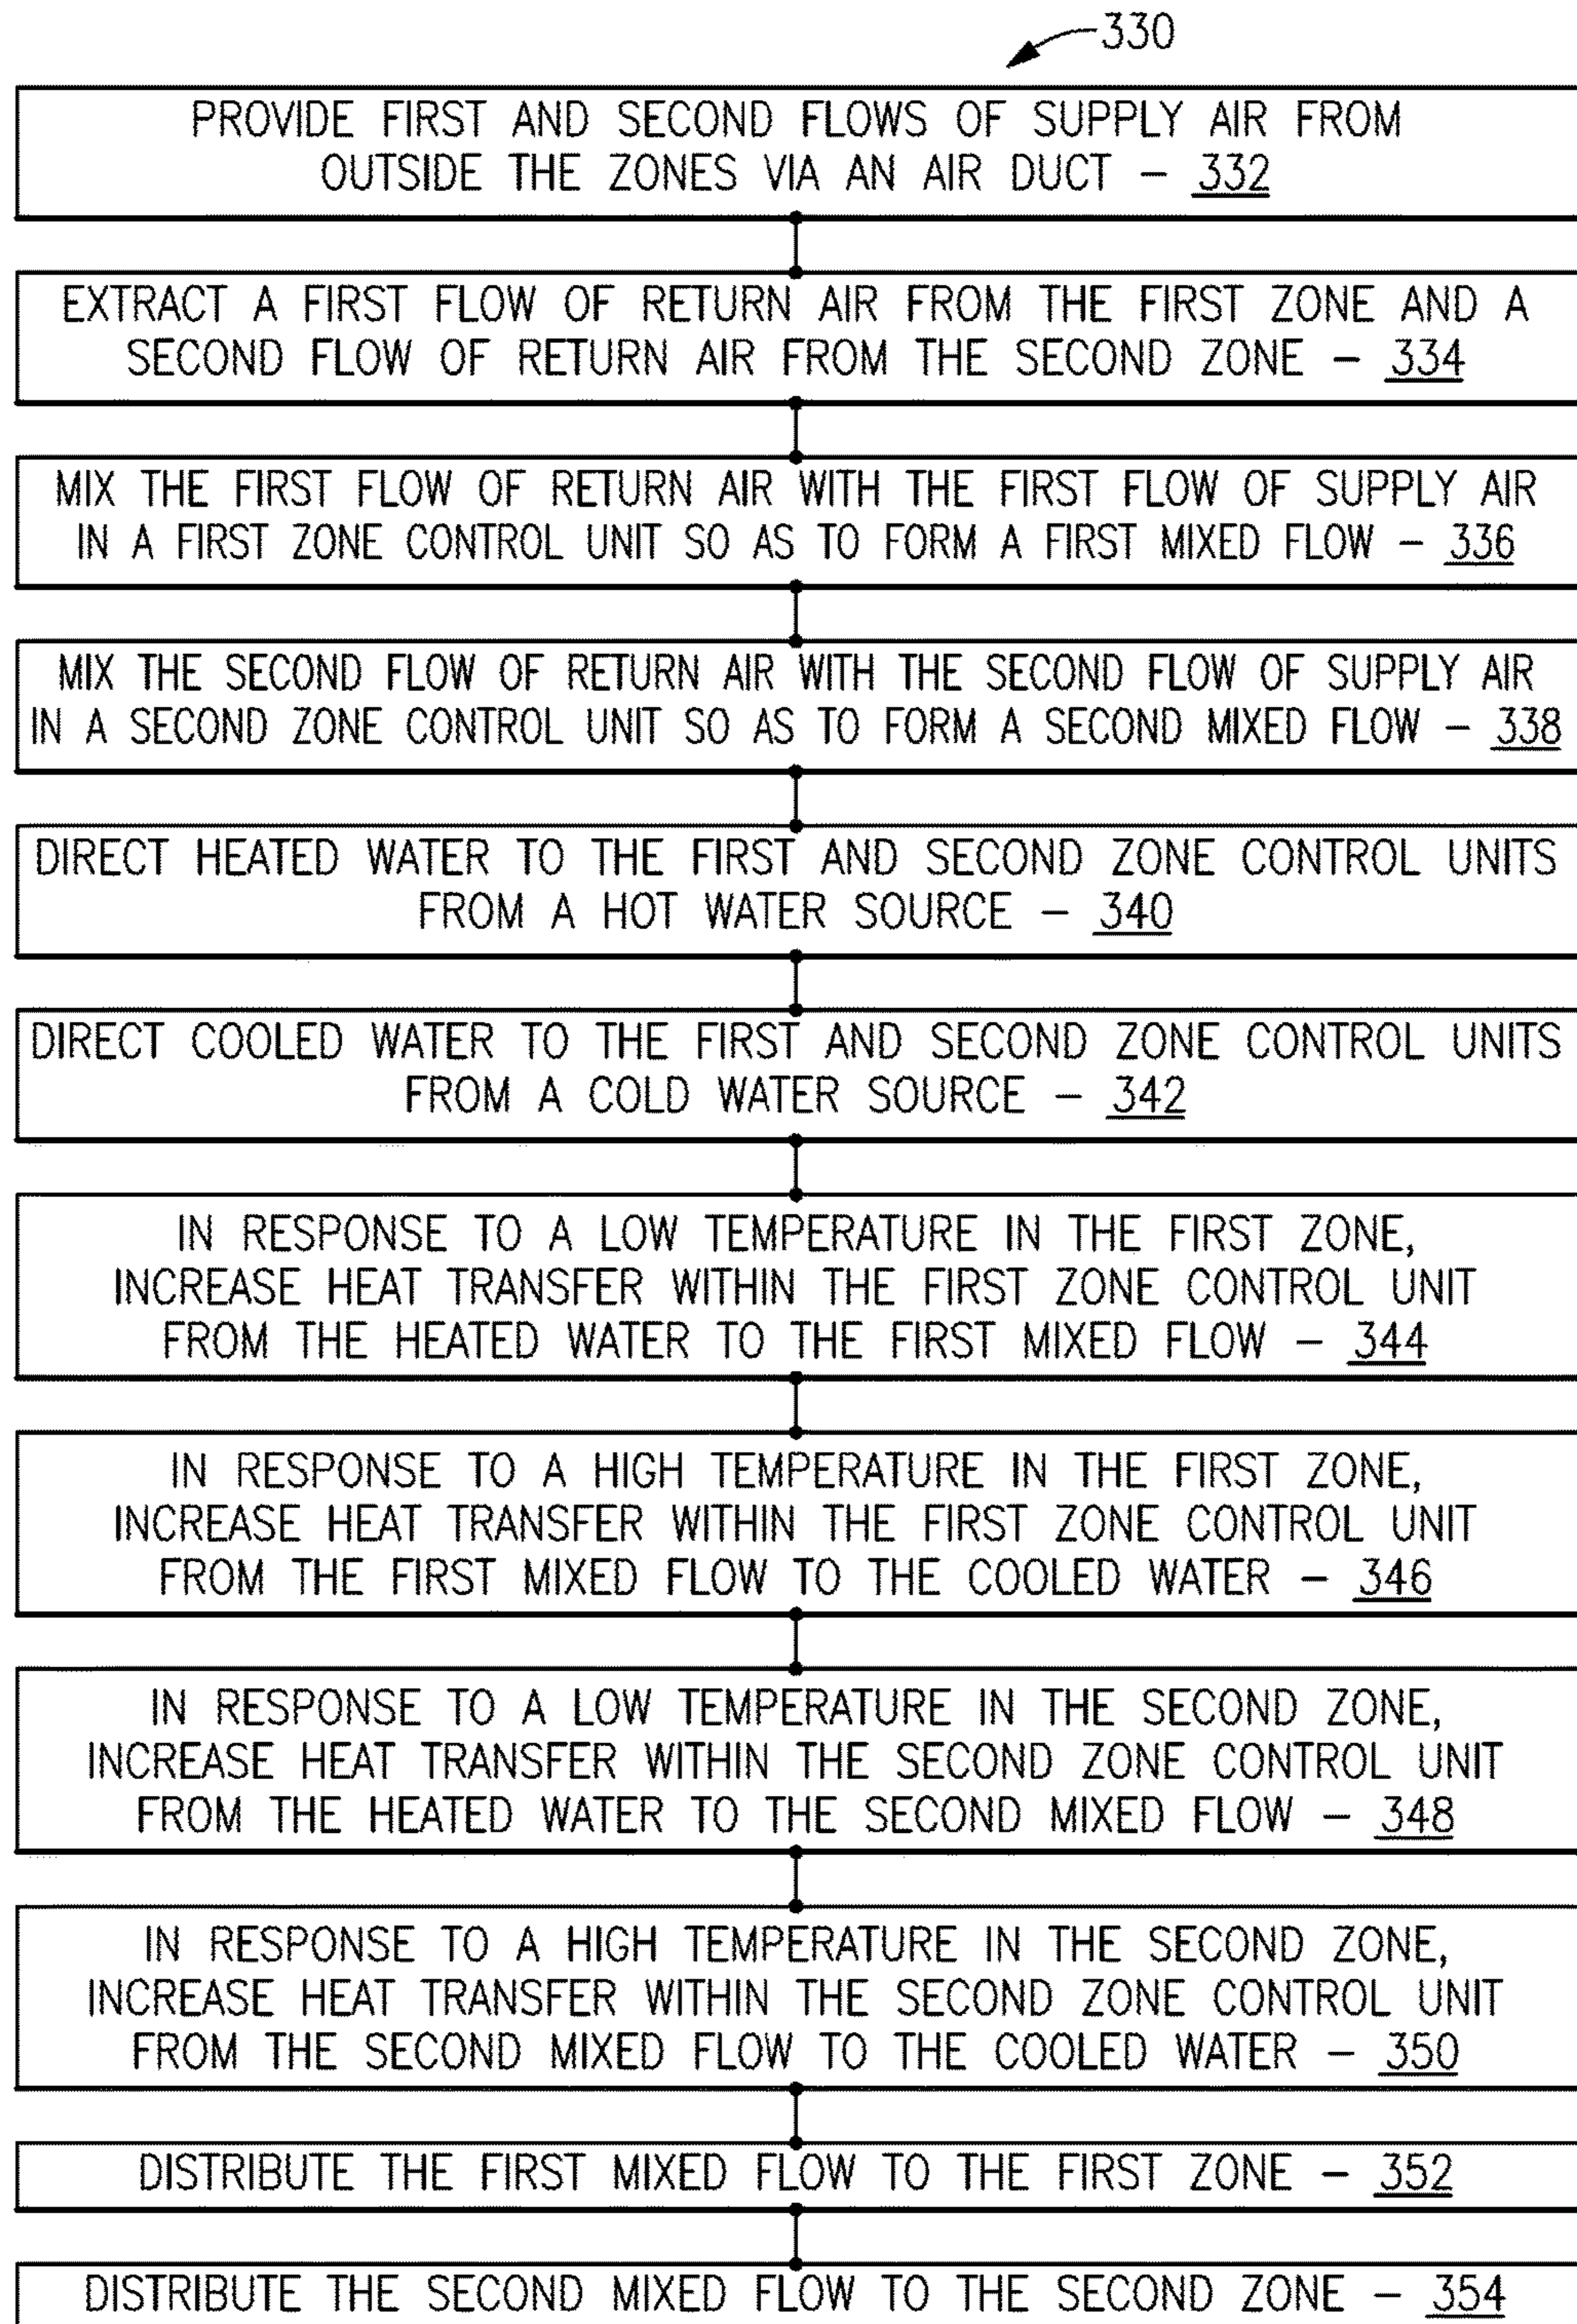 330
PROVIDE FIRST AND SECOND FLOWS OF SUPPLY AIR FROM
OUTSIDE THE ZONES VIA AN AIR DUCT – 332
EXTRACT A FIRST FLOW OF RETURN AIR FROM THE FIRST ZONE AND A
SECOND FLOW OF RETURN AIR FROM THE SECOND ZONE – 334
MIX THE FIRST FLOW OF RETURN AIR WITH THE FIRST FLOW OF SUPPLY AIR
IN A FIRST ZONE CONTROL UNIT SO AS TO FORM A FIRST MIXED FLOW – 336
MIX THE SECOND FLOW OF RETURN AIR WITH THE SECOND FLOW OF SUPPLY AIR
IN A SECOND ZONE CONTROL UNIT SO AS TO FORM A SECOND MIXED FLOW – 338
DIRECT HEATED WATER TO THE FIRST AND SECOND ZONE CONTROL UNITS
FROM A HOT WATER SOURCE – 340
DIRECT COOLED WATER TO THE FIRST AND SECOND ZONE CONTROL UNITS
FROM A COLD WATER SOURCE – 342
IN RESPONSE TO A LOW TEMPERATURE IN THE FIRST ZONE,
INCREASE HEAT TRANSFER WITHIN THE FIRST ZONE CONTROL UNIT
FROM THE HEATED WATER TO THE FIRST MIXED FLOW – 344
IN RESPONSE TO A HIGH TEMPERATURE IN THE FIRST ZONE,
INCREASE HEAT TRANSFER WITHIN THE FIRST ZONE CONTROL UNIT
FROM THE FIRST MIXED FLOW TO THE COOLED WATER – 346
IN RESPONSE TO A LOW TEMPERATURE IN THE SECOND ZONE,
INCREASE HEAT TRANSFER WITHIN THE SECOND ZONE CONTROL UNIT
FROM THE HEATED WATER TO THE SECOND MIXED FLOW – 348
IN RESPONSE TO A HIGH TEMPERATURE IN THE SECOND ZONE,
INCREASE HEAT TRANSFER WITHIN THE SECOND ZONE CONTROL UNIT
FROM THE SECOND MIXED FLOW TO THE COOLED WATER – 350
DISTRIBUTE THE FIRST MIXED FLOW TO THE FIRST ZONE – 352
DISTRIBUTE THE SECOND MIXED FLOW TO THE SECOND ZONE – 354